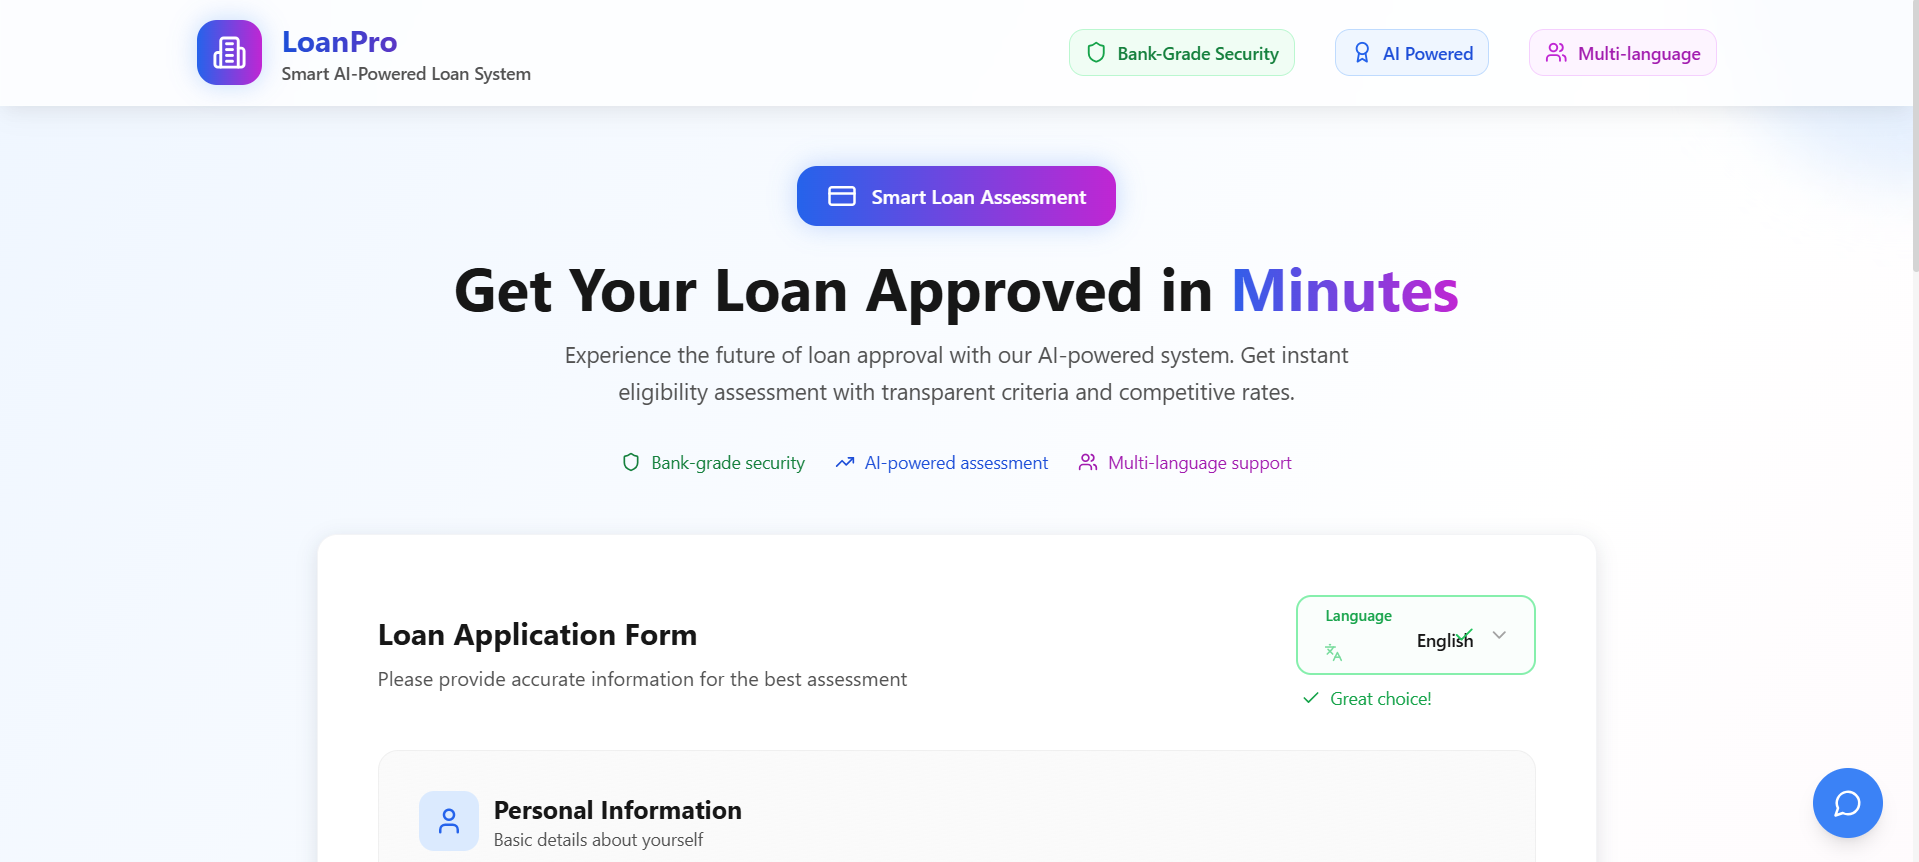 LoanPro
Smart AI-Powered Loan System
Bank-Grade Security
AI Powered
Multi-language
Smart Loan Assessment
Get Your Loan Approved in Minutes
Experience the future of loan approval with our AI-powered system. Get instant
eligibility assessment with transparent criteria and competitive rates.
Bank-grade security
AI-powered assessment
Multi-language support
Loan Application Form
Please provide accurate information for the best assessment
Language
English
Great choice!
Personal Information
Basic details about yourself